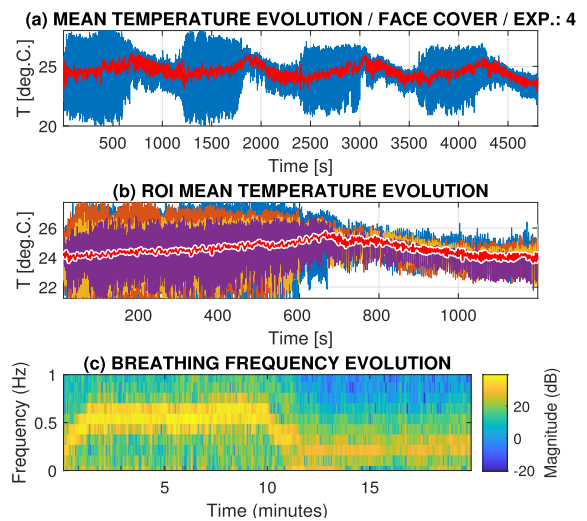 (a) MEAN TEMPERATURE EVOLUTION / FACE COVER / EXP.: 4
T [deg.C.]
25
20
500 1000 1500 2000 2500 3000 3500 4000 4500
Time [s]
(b) ROI MEAN TEMPERATURE EVOLUTION
T [deg.C.]
26
24
22
200 400 600 800 1000
Time [s]
(c) BREATHING FREQUENCY EVOLUTION
Frequency (Hz)
1
0.5
0
5 10 15
Time (minutes)
20
0
-20
Magnitude (dB)